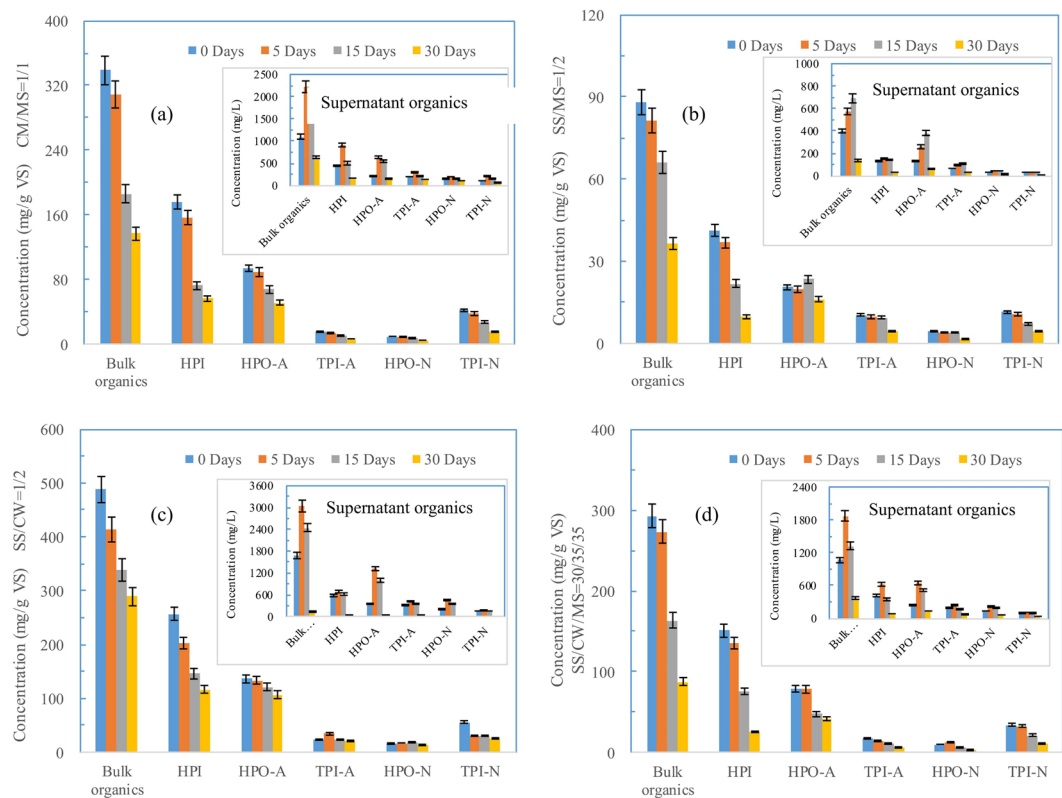 Concentration (mg/g VS) CM/MS=1/1
400
320
240
160
80
0
0 Days 5 Days 15 Days 30 Days
(a)
Supernatant organics
Concentration (mg/L)
2500
2000
1500
1000
500
0
Bulk organics
HPI
HPO-A
TPI-A
HPO-N
TPI-N
Bulk organics HPI HPO-A TPI-A HPO-N TPI-N
Concentration (mg/g VS) SS/MS=1/2
120
90
60
30
0
0 Days 5 Days 15 Days 30 Days
(b)
Supernatant organics
Concentration (mg/L)
1000
800
600
400
200
0
Bulk organics
HPI
HPO-A
TPI-A
HPO-N
TPI-N
Bulk organics HPI HPO-A TPI-A HPO-N TPI-N
Concentration (mg/g VS) SS/CW=1/2
600
500
400
300
200
100
0
0 Days 5 Days 15 Days 30 Days
(c)
Supernatant organics
Concentration (mg/L)
3600
3000
2400
1800
1200
600
0
Bulk…
HPI
HPO-A
TPI-A
HPO-N
TPI-N
Bulk organics HPI HPO-A TPI-A HPO-N TPI-N
Concentration (mg/g VS)
SS/CW/MS=30/35/35
400
300
200
100
0
0 Days 5 Days 15 Days 30 Days
(d)
Supernatant organics
Concentration (mg/L)
2400
1800
1200
600
0
Bulk…
HPI
HPO-A
TPI-A
HPO-N
TPI-N
Bulk organics HPI HPO-A TPI-A HPO-N TPI-N